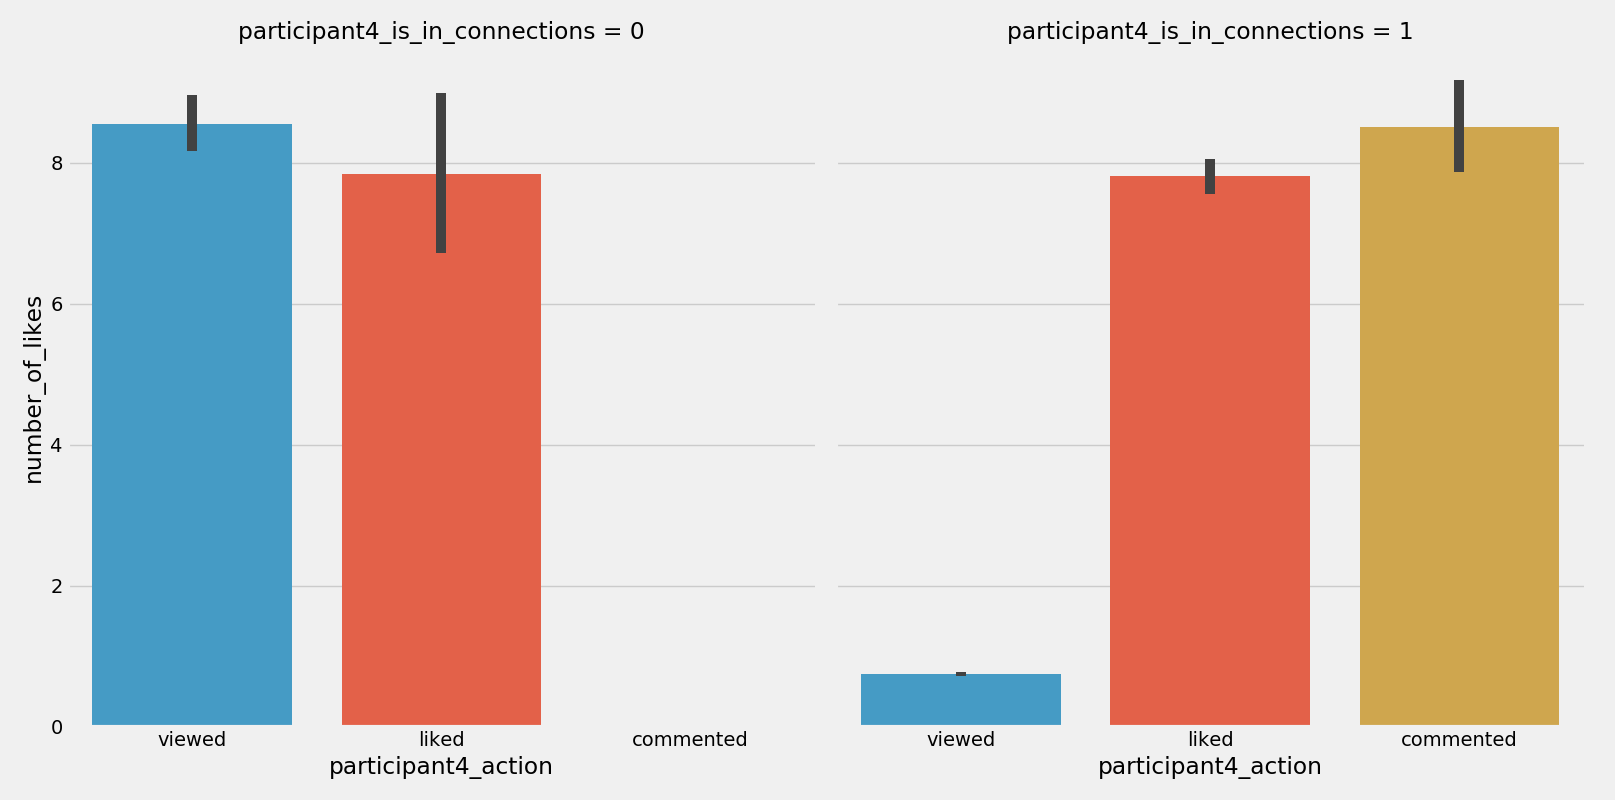 participant4_is_in_connections = 0
participant4_is_in_connections = 1
number_of_likes
8
6
4
2
0
viewed liked commented
viewed liked commented
participant4_action
participant4_action